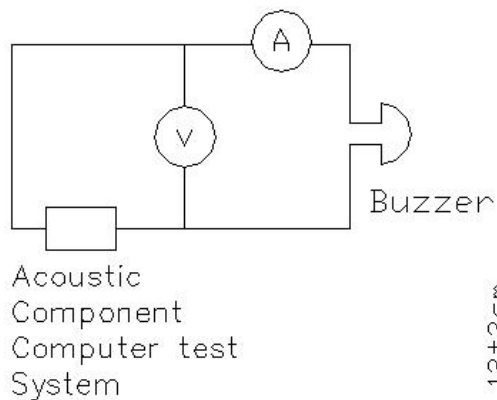 A
V
Buzzer
Acoustic
Component
Computer test
System